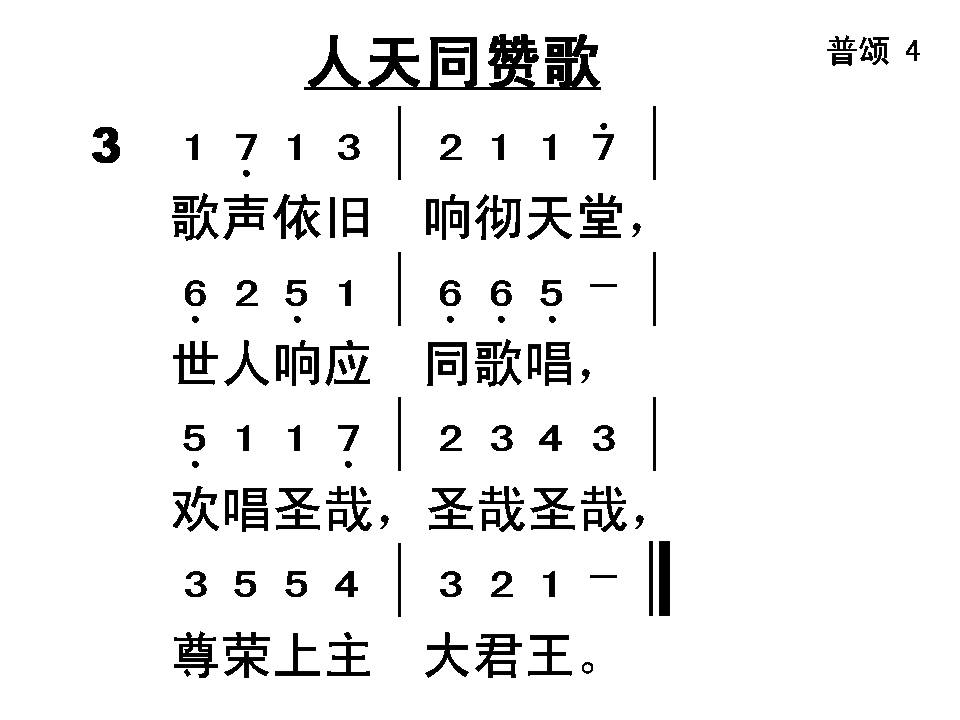 人天同赞歌
普颂 4
3 1 7̣ 1 3 | 2 1 1 7̇ |
歌声依旧 响彻天堂，
6̣ 2 5̣ 1 | 6̣ 6̣ 5̣ － |
世人响应 同歌唱，
5̣ 1 1 7̣ | 2 3 4 3 |
欢唱圣哉，圣哉圣哉，
3 5 5 4 | 3 2 1 － ‖
尊荣上主 大君王。